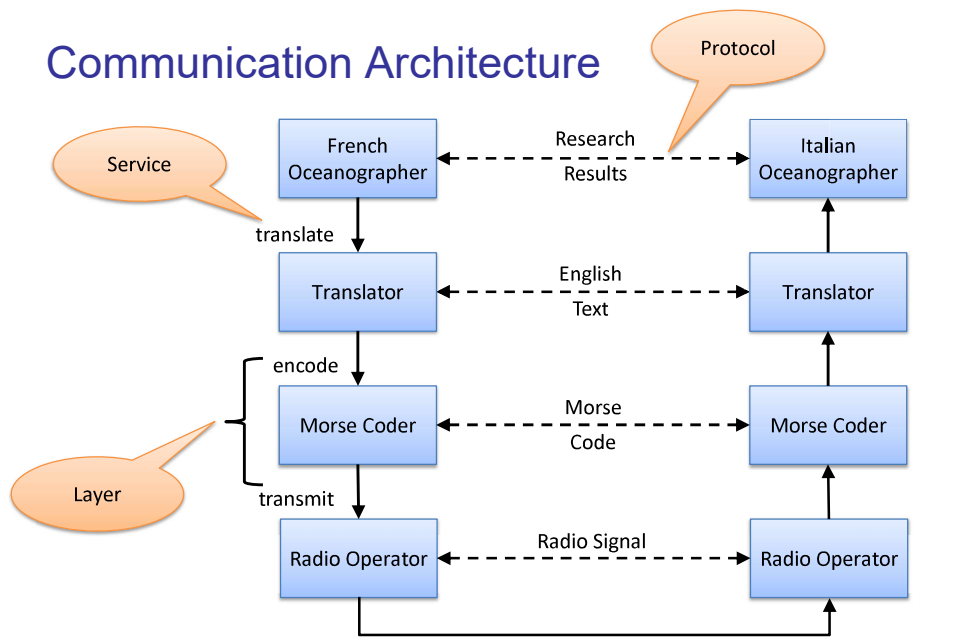 Communication Architecture
Protocol
Service
French
Oceanographer
Research
Results
Italian
Oceanographer
translate
Translator
English
Text
Translator
encode
Morse Coder
Morse
Code
Morse Coder
Layer
transmit
Radio Operator
Radio Signal
Radio Operator